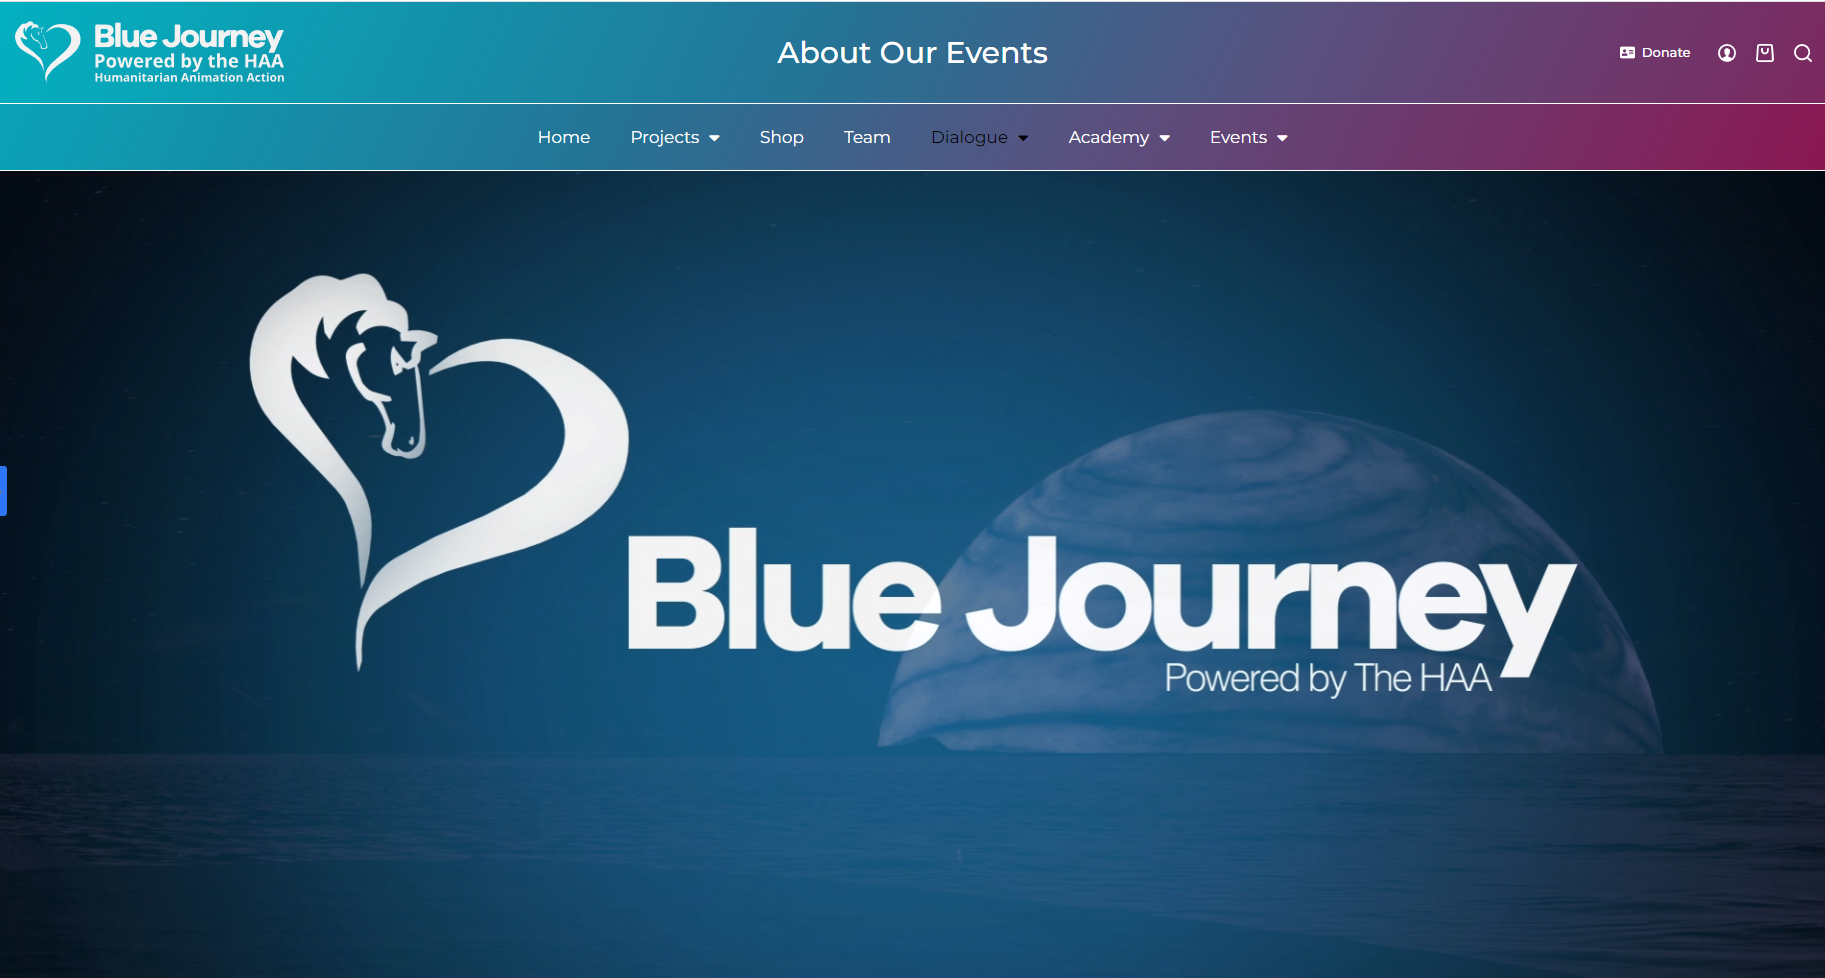 Blue Journey
Powered by the HAA
Humanitarian Animation Action
About Our Events
Donate
Home Projects Shop Team Dialogue Academy Events
Blue Journey
Powered by The HAA